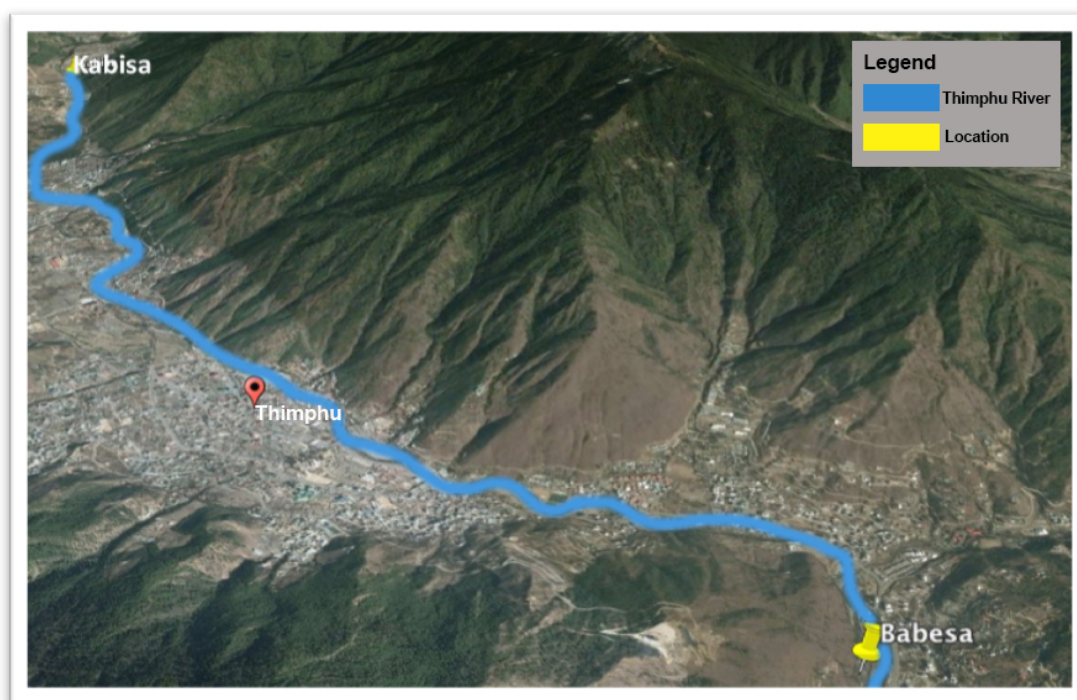 Kabisa
Legend
Thimphu River
Location
Thimphu
Babesa